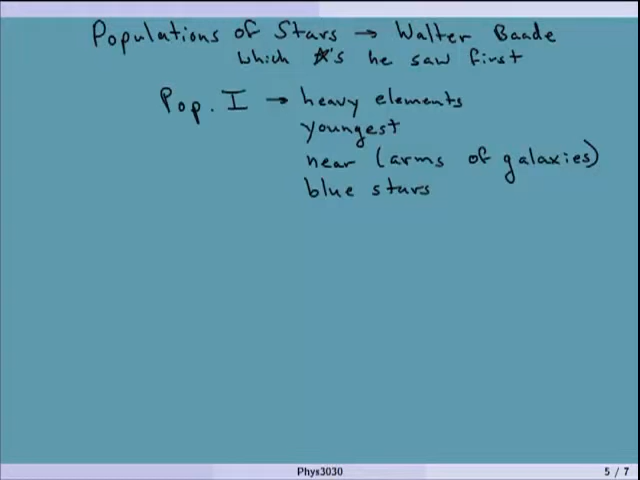 Populations of Stars → Walter Baade
which ☆'s he saw first
Pop. I → heavy elements
youngest
near (arms of galaxies)
blue stars
Phys3030
5 / 7